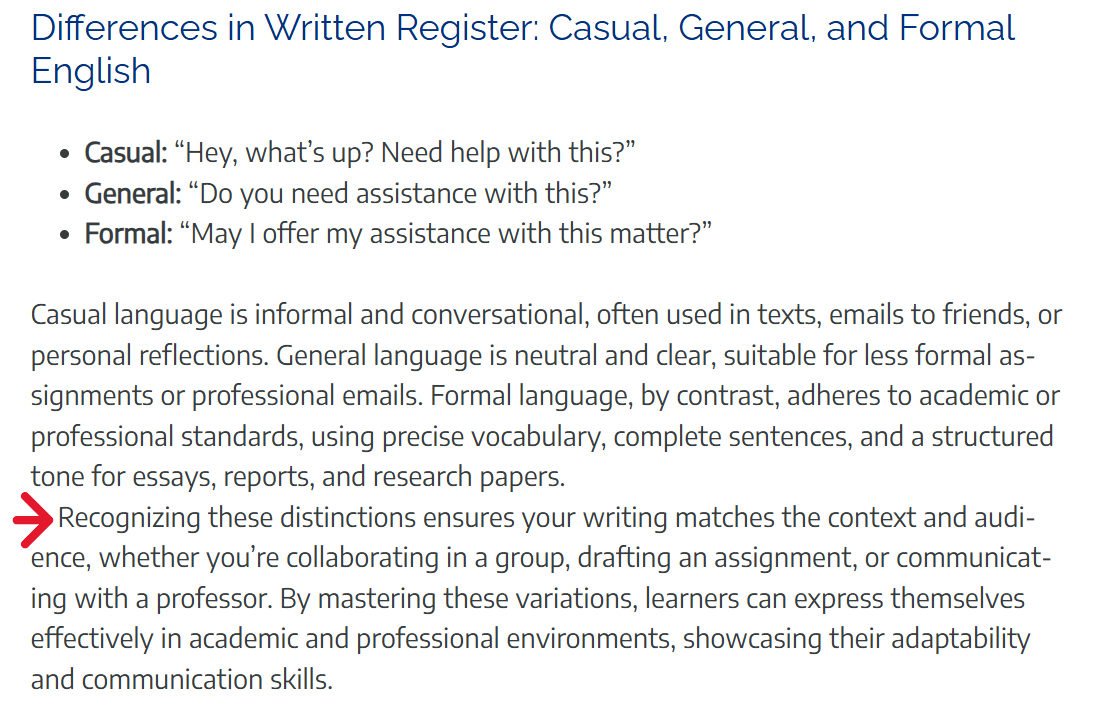 Differences in Written Register: Casual, General, and Formal
English
• Casual: “Hey, what’s up? Need help with this?”
• General: “Do you need assistance with this?”
• Formal: “May I offer my assistance with this matter?”
Casual language is informal and conversational, often used in texts, emails to friends, or
personal reflections. General language is neutral and clear, suitable for less formal as-
signments or professional emails. Formal language, by contrast, adheres to academic or
professional standards, using precise vocabulary, complete sentences, and a structured
tone for essays, reports, and research papers.
Recognizing these distinctions ensures your writing matches the context and audi-
ence, whether you’re collaborating in a group, drafting an assignment, or communicat-
ing with a professor. By mastering these variations, learners can express themselves
effectively in academic and professional environments, showcasing their adaptability
and communication skills.